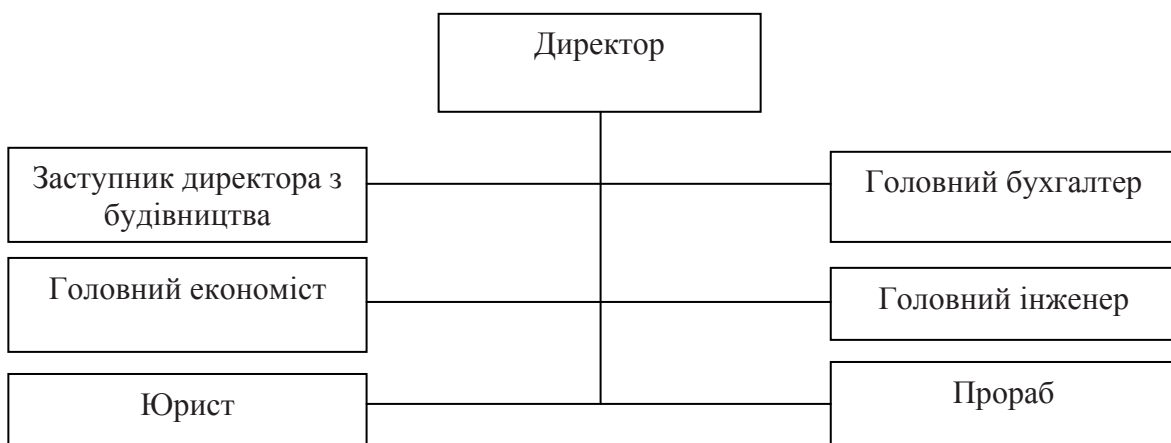 Директор
Заступник директора з
будівництва
Головний бухгалтер
Головний економіст
Головний інженер
Юрист
Прораб